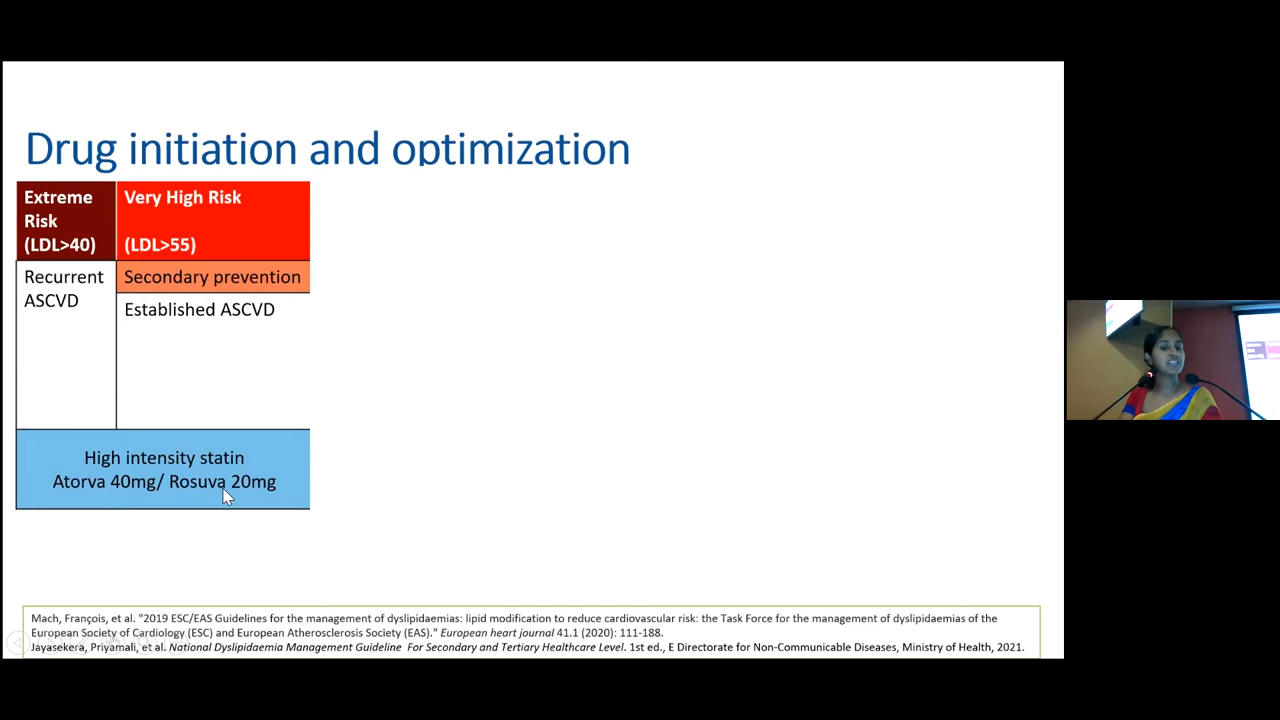 Drug initiation and optimization
Extreme
Risk
(LDL>40)
Very High Risk
(LDL>55)
Recurrent
ASCVD
Secondary prevention
Established ASCVD
High intensity statin
Atorva 40mg/ Rosuva 20mg
Mach, François, et al. "2019 ESC/EAS Guidelines for the management of dyslipidaemias: lipid modification to reduce cardiovascular risk: the Task Force for the management of dyslipidaemias of the
European Society of Cardiology (ESC) and European Atherosclerosis Society (EAS)." European heart journal 41.1 (2020): 111-188.
Jayasekera, Priyamali, et al. National Dyslipidaemia Management Guideline For Secondary and Tertiary Healthcare Level. 1st ed., E Directorate for Non-Communicable Diseases, Ministry of Health, 2021.